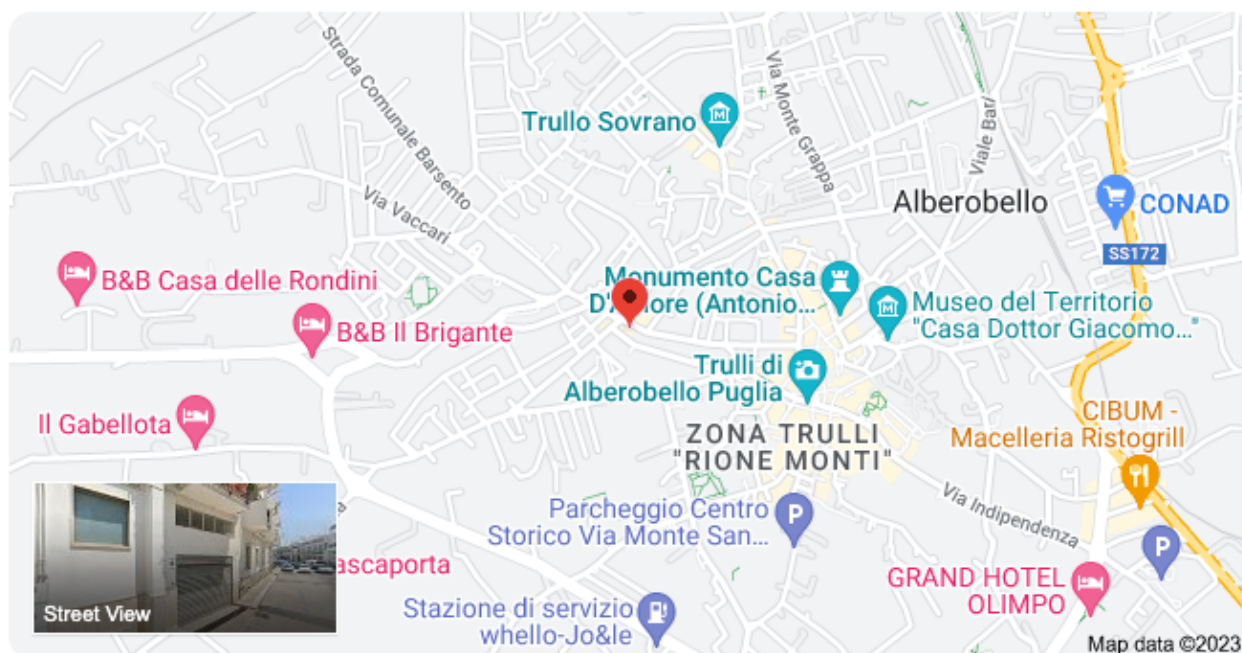 Strada Comunale Barsento
Via Monte Grappa
Viale Bari
Trullo Sovrano
Via Vaccari
Alberobello
CONAD
SS172
B&B Casa delle Rondini
Monumento Casa
(Antonio...
Museo del Territorio
"Casa Dottor Giacomo..."
B&B Il Brigante
Trulli di
Alberobello Puglia
Il Gabellota
CIBUM -
Macelleria Ristogrill
ZONA TRULLI
"RIONE MONTI"
Via Indipendenza
Parcheggio Centro
Storico Via Monte San...
P
P
ascaporta
GRAND HOTEL
OLIMPO
Stazione di servizio
whello-Jo&le
Street View
Map data ©2023